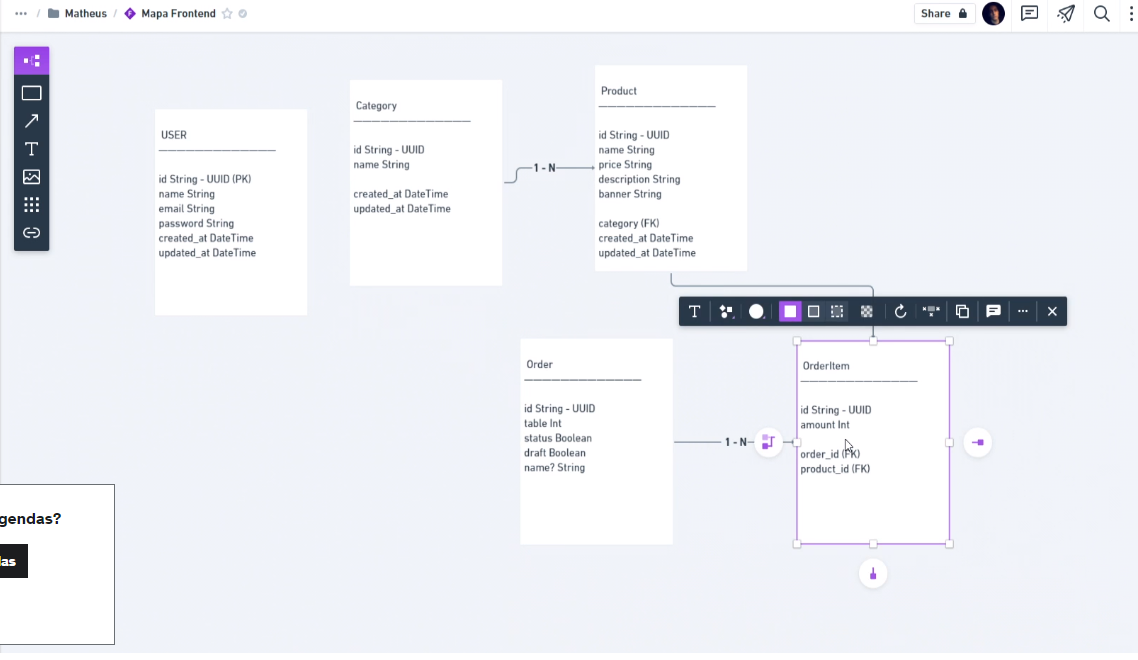 ··· / Matheus / Mapa Frontend
Share
USER
id String - UUID (PK)
name String
email String
password String
created_at DateTime
updated_at DateTime
Category
id String - UUID
name String
created_at DateTime
updated_at DateTime
1 - N
Product
id String - UUID
name String
price String
description String
banner String
category (FK)
created_at DateTime
updated_at DateTime
T
T
Order
id String - UUID
table Int
status Boolean
draft Boolean
name? String
1 - N
OrderItem
id String - UUID
amount Int
order_id (FK)
product_id (FK)
gendas?
las